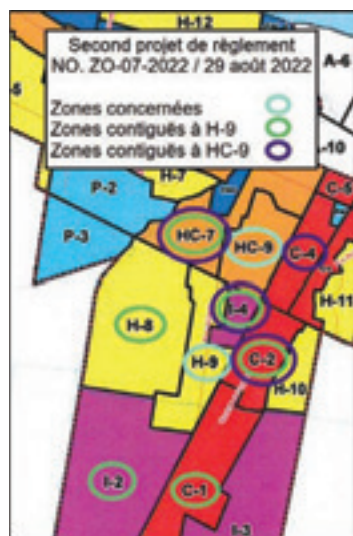 H-12
Second projet de règlement
NO. ZO-07-2022 / 29 août 2022
Zones concernées
Zones contiguës à H-9
Zones contiguës à HC-9
A-6
-10
C-5
P-2
H-7
P-3
HC-7
HC-9
C-4
H-11
H-8
I-4
H-9
C-2
H-10
I-2
C-1
I-3